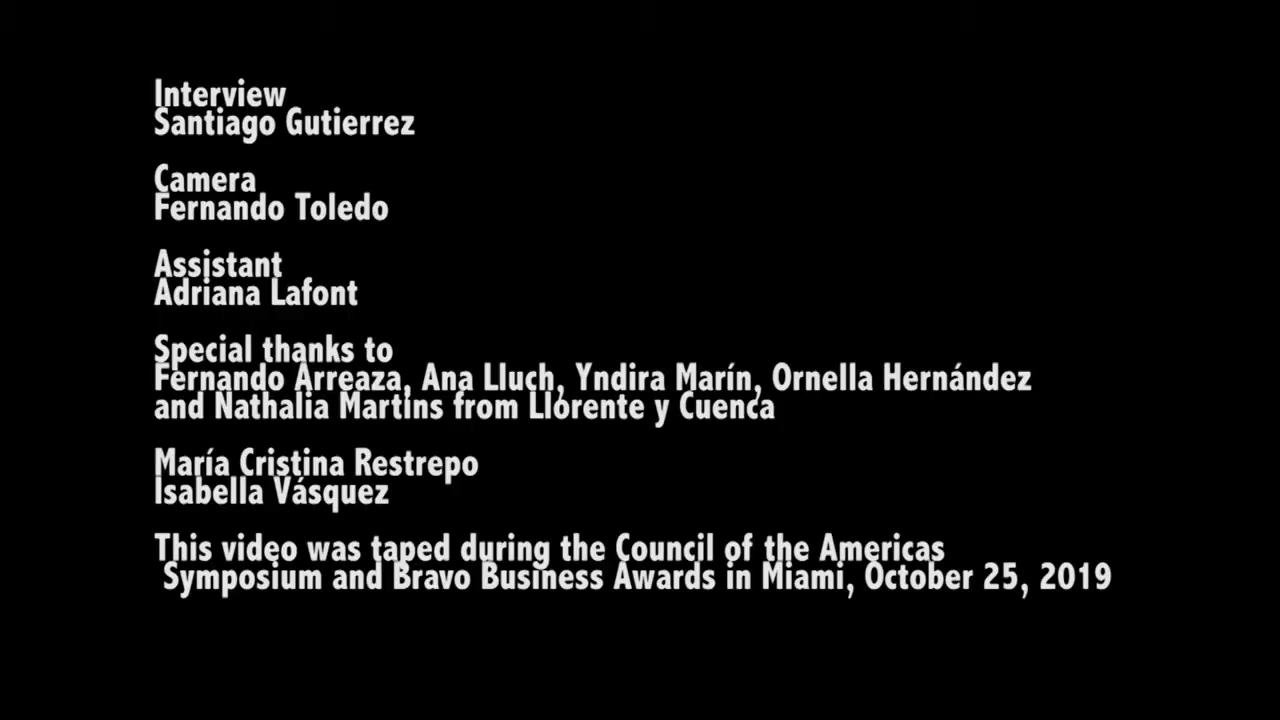 Interview
Santiago Gutierrez
Camera
Fernando Toledo
Assistant
Adriana Lafont
Special thanks to
Fernando Arreaza, Ana Lluch, Yndira Marín, Ornella Hernández
and Nathalia Martins from Llorente y Cuenca
María Cristina Restrepo
Isabella Vásquez
This video was taped during the Council of the Americas
Symposium and Bravo Business Awards in Miami, October 25, 2019